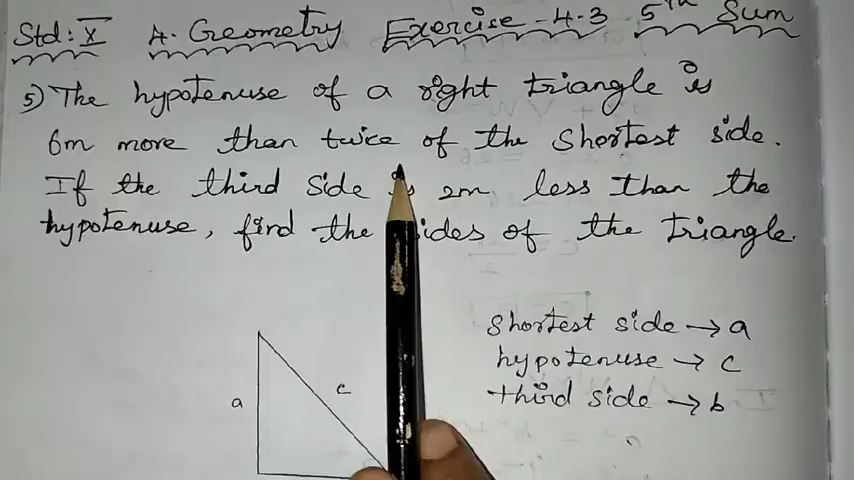 Std: X A. Geometry Exercise - 4.3 5th Sum
5) The hypotenuse of a right triangle is
6m more than twice of the shortest side.
If the third side is 2m less than the
hypotenuse, find the sides of the triangle.
shortest side → a
hypotenuse → c
third side → b
a c